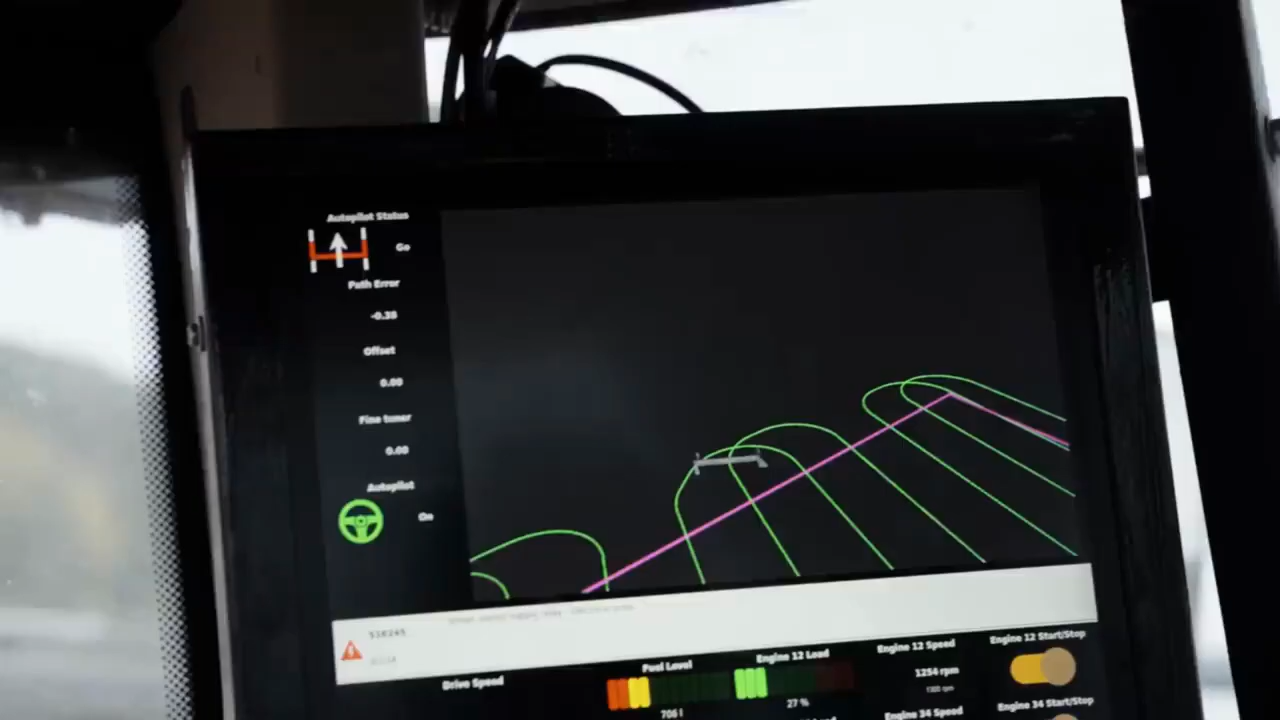 Autopilot Status
Go
Path Error
Offset
0.00
Fine tuner
0.00
Autopilot
On
Drive Speed
Fuel Level
706 l
Engine 12 Load
27 %
Engine 12 Speed
1254 rpm
Engine 34 Speed
Engine 12 Start/Stop
Engine 34 Start/Stop